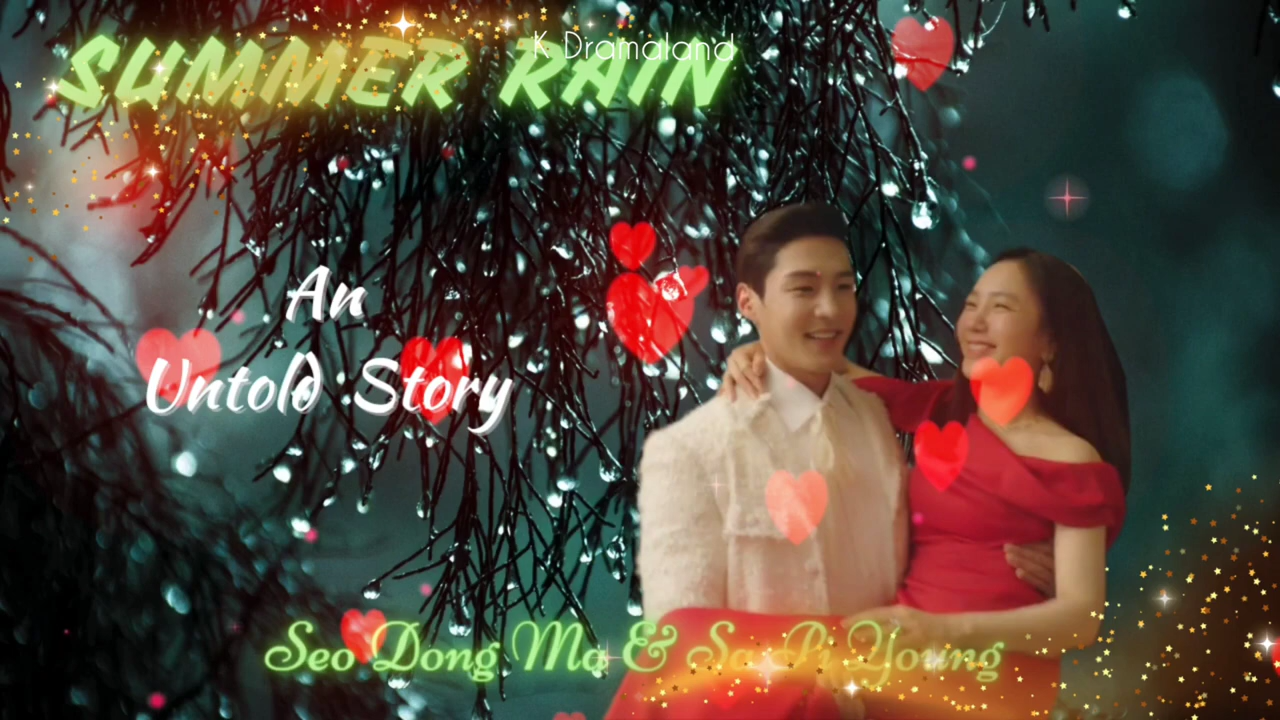 K Dramaland
SUMMER RAIN
An
Untold Story
Seo Dong Ma & Sa Pi Young